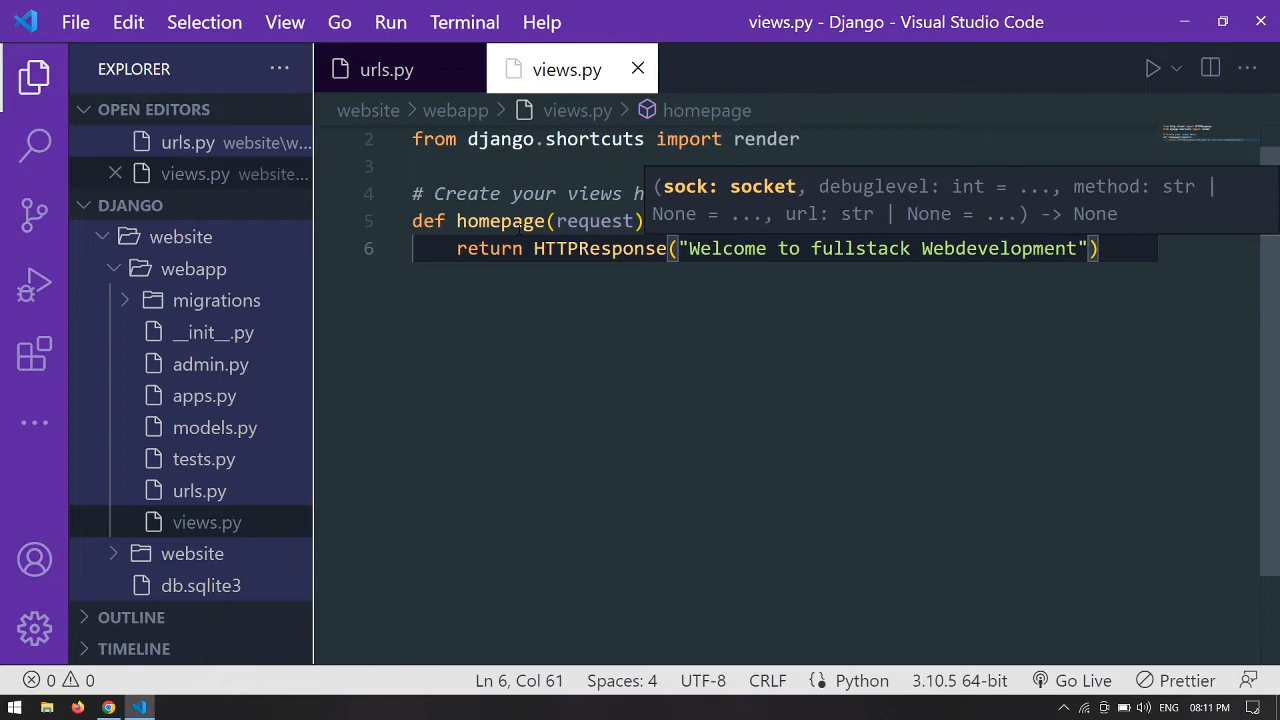 File Edit Selection View Go Run Terminal Help views.py - Django - Visual Studio Code
EXPLORER
OPEN EDITORS
urls.py website\w...
views.py website...
DJANGO
website
webapp
migrations
__init__.py
admin.py
apps.py
models.py
tests.py
urls.py
views.py
website
db.sqlite3
OUTLINE
TIMELINE
urls.py views.py
website > webapp > views.py > homepage
2 from django.shortcuts import render
3
4 # Create your views h
5 def homepage(request)
6 return HTTPResponse("Welcome to fullstack Webdevelopment")
(sock: socket, debuglevel: int = ..., method: str |
None = ..., url: str | None = ...) -> None
0 0 Ln 6, Col 61 Spaces: 4 UTF-8 CRLF Python 3.10.5 64-bit Go Live Prettier
08:11 PM